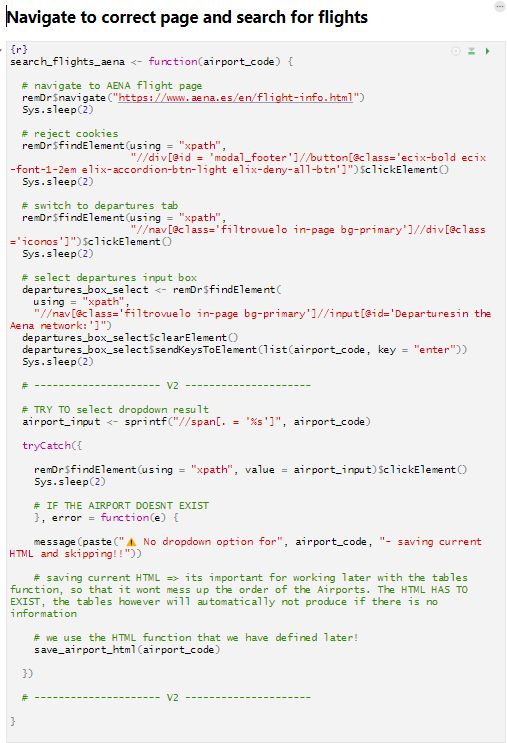 Navigate to correct page and search for flights
{r}
search_flights_aena <- function(airport_code) {
# navigate to AENA flight page
remDr$navigate("https://www.aena.es/en/flight-info.html")
Sys.sleep(2)
# reject cookies
remDr$findElement(using = "xpath",
"//div[@id = 'modal_footer']//button[@class='ecix-bold ecix
-font-1-2em elix-accordion-btn-light elix-deny-all-btn']")$clickElement()
Sys.sleep(2)
# switch to departures tab
remDr$findElement(using = "xpath",
"//nav[@class='filtrovuelo in-page bg-primary']//div[@class
='iconos']")$clickElement()
Sys.sleep(2)
# select departures input box
departures_box_select <- remDr$findElement(
using = "xpath",
"//nav[@class='filtrovuelo in-page bg-primary']//input[@id='Departuresin the
Aena network:']")
departures_box_select$clearElement()
departures_box_select$sendKeysToElement(list(airport_code, key = "enter"))
Sys.sleep(2)
# --------------------- V2 ---------------------
# TRY TO select dropdown result
airport_input <- sprintf("//span[. = '%s']", airport_code)
tryCatch({
remDr$findElement(using = "xpath", value = airport_input)$clickElement()
Sys.sleep(2)
# IF THE AIRPORT DOESNT EXIST
}, error = function(e) {
message(paste("⚠️ No dropdown option for", airport_code, "- saving current
HTML and skipping!!"))
# saving current HTML => its important for working later with the tables
function, so that it wont mess up the order of the Airports. The HTML HAS TO
EXIST, the tables however will automatically not produce if there is no
information
# we use the HTML function that we have defined later!
save_airport_html(airport_code)
})
# --------------------- V2 ---------------------
}